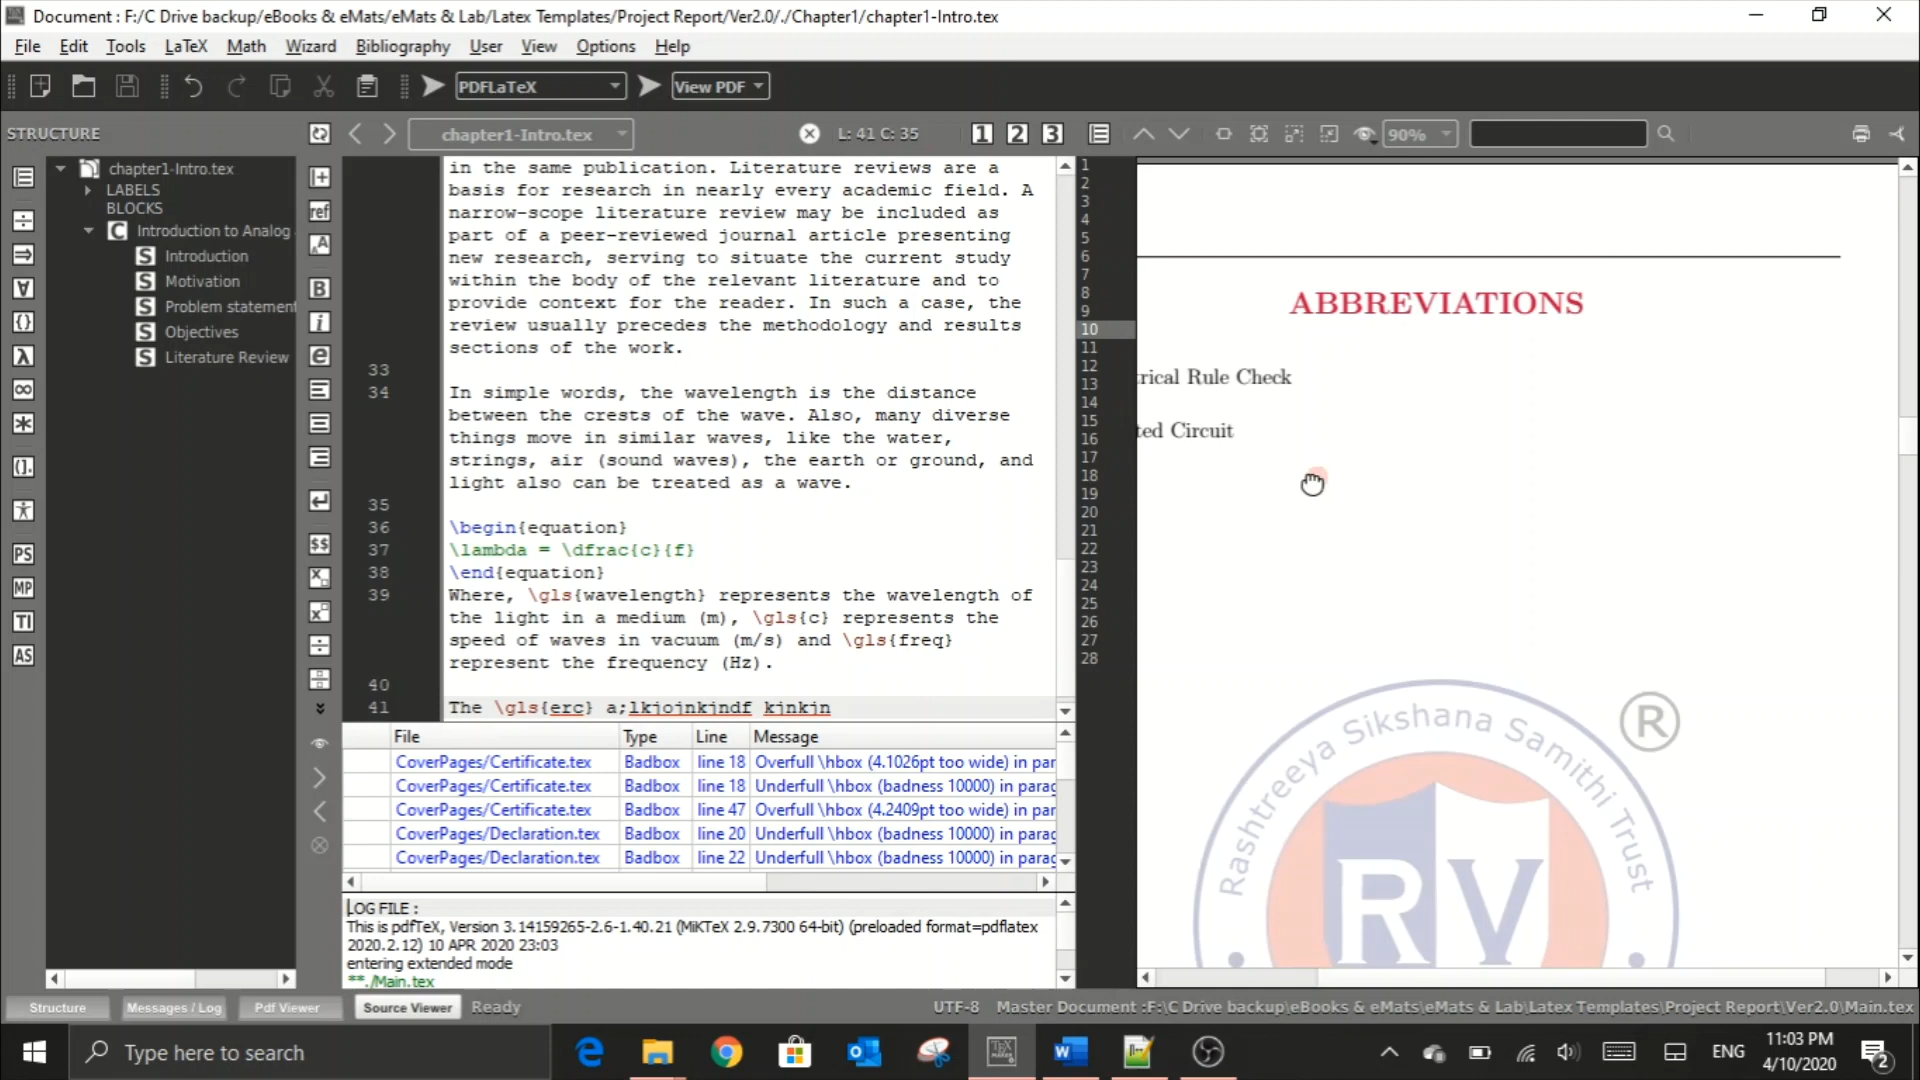 Document : F:/C Drive backup/eBooks & eMats/eMats & Lab/Latex Templates/Project Report/Ver2.0/./Chapter1/chapter1-Intro.tex
File Edit Tools LaTeX Math Wizard Bibliography User View Options Help
PDFLaTeX View PDF
STRUCTURE chapter1-Intro.tex L: 41 C: 35 1 2 3 90%
chapter1-Intro.tex
LABELS
BLOCKS
Introduction to Analog
S Introduction
S Motivation
S Problem statement
S Objectives
S Literature Review
in the same publication. Literature reviews are a
basis for research in nearly every academic field. A
narrow-scope literature review may be included as
part of a peer-reviewed journal article presenting
new research, serving to situate the current study
within the body of the relevant literature and to
provide context for the reader. In such a case, the
review usually precedes the methodology and results
sections of the work.
33
34 In simple words, the wavelength is the distance
between the crests of the wave. Also, many diverse
things move in similar waves, like the water,
strings, air (sound waves), the earth or ground, and
light also can be treated as a wave.
35
36 \begin{equation}
37 \lambda = \dfrac{c}{f}
38 \end{equation}
39 Where, \gls{wavelength} represents the wavelength of
the light in a medium (m), \gls{c} represents the
speed of waves in vacuum (m/s) and \gls{freq}
represent the frequency (Hz).
40
41 The \gls{erc} a;lkjojnkjndf kjnkjn
File Type Line Message
CoverPages/Certificate.tex Badbox line 18 Overfull \hbox (4.1026pt too wide) in par
CoverPages/Certificate.tex Badbox line 18 Underfull \hbox (badness 10000) in parag
CoverPages/Certificate.tex Badbox line 47 Overfull \hbox (4.2409pt too wide) in par
CoverPages/Declaration.tex Badbox line 20 Underfull \hbox (badness 10000) in parag
CoverPages/Declaration.tex Badbox line 22 Underfull \hbox (badness 10000) in parag
LOG FILE :
This is pdfTeX, Version 3.14159265-2.6-1.40.21 (MiKTeX 2.9.7300 64-bit) (preloaded format=pdflatex
2020.2.12) 10 APR 2020 23:03
entering extended mode
**./Main.tex
1
2
3
4
5
6
7
8
9
10
11
12
13
14
15
16
17
18
19
20
21
22
23
24
25
26
27
28
ABBREVIATIONS
trical Rule Check
ted Circuit
Rashtreeya Sikshana Samithi Trust
®
RV
Structure Messages / Log Pdf Viewer Source Viewer Ready UTF-8 Master Document :F:\C Drive backup\eBooks & eMats\eMats & Lab\Latex Templates\Project Report\Ver2.0\Main.tex
Type here to search ENG 11:03 PM
4/10/2020 2